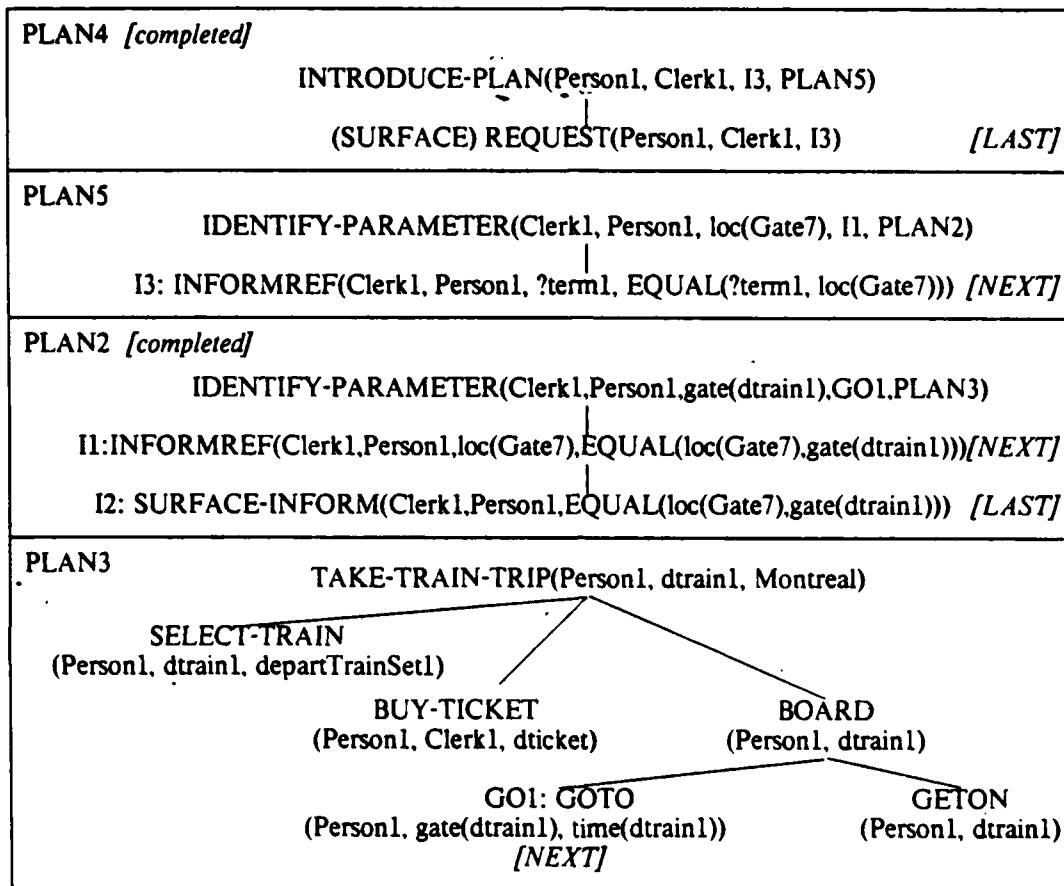 PLAN4 [completed]
INTRODUCE-PLAN(Person1, Clerk1, I3, PLAN5)
(SURFACE) REQUEST(Person1, Clerk1, I3) [LAST]
PLAN5
IDENTIFY-PARAMETER(Clerk1, Person1, loc(Gate7), I1, PLAN2)
I3: INFORMREF(Clerk1, Person1, ?term1, EQUAL(?term1, loc(Gate7))) [NEXT]
PLAN2 [completed]
IDENTIFY-PARAMETER(Clerk1,Person1,gate(dtrain1),GO1,PLAN3)
I1:INFORMREF(Clerk1,Person1,loc(Gate7),EQUAL(loc(Gate7),gate(dtrain1)))[NEXT]
I2: SURFACE-INFORM(Clerk1,Person1,EQUAL(loc(Gate7),gate(dtrain1))) [LAST]
PLAN3
TAKE-TRAIN-TRIP(Person1, dtrain1, Montreal)
SELECT-TRAIN
(Person1, dtrain1, departTrainSet1)
BUY-TICKET BOARD
(Person1, Clerk1, dticket) (Person1, dtrain1)
GO1: GOTO GETON
(Person1, gate(dtrain1), time(dtrain1)) (Person1, dtrain1)
[NEXT]